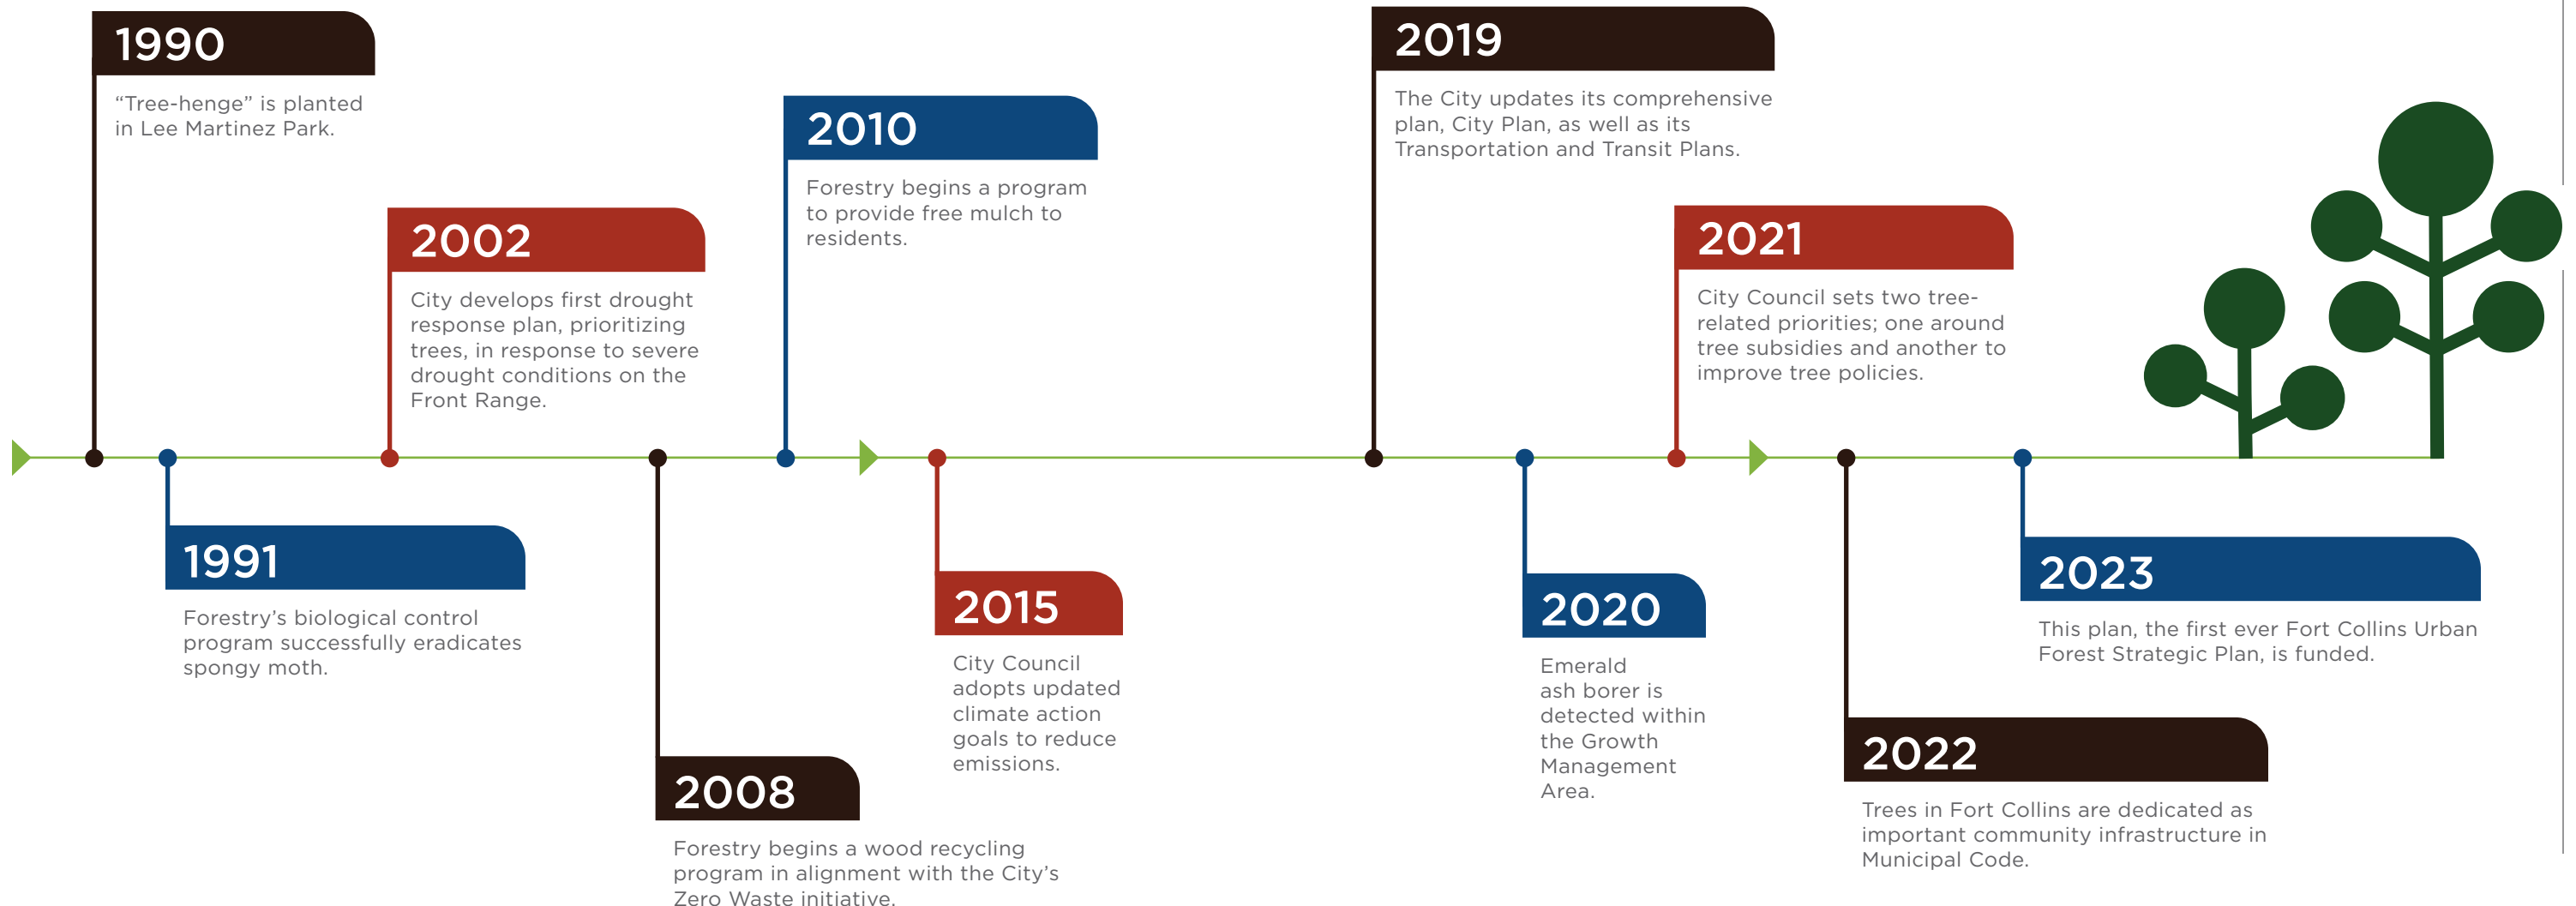 1990
“Tree-henge” is planted
in Lee Martinez Park.
1991
Forestry’s biological control
program successfully eradicates
spongy moth.
2002
City develops first drought
response plan, prioritizing
trees, in response to severe
drought conditions on the
Front Range.
2008
Forestry begins a wood recycling
program in alignment with the City’s
Zero Waste initiative.
2010
Forestry begins a program
to provide free mulch to
residents.
2015
City Council
adopts updated
climate action
goals to reduce
emissions.
2019
The City updates its comprehensive
plan, City Plan, as well as its
Transportation and Transit Plans.
2020
Emerald
ash borer is
detected within
the Growth
Management
Area.
2021
City Council sets two tree-
related priorities; one around
tree subsidies and another to
improve tree policies.
2022
Trees in Fort Collins are dedicated as
important community infrastructure in
Municipal Code.
2023
This plan, the first ever Fort Collins Urban
Forest Strategic Plan, is funded.